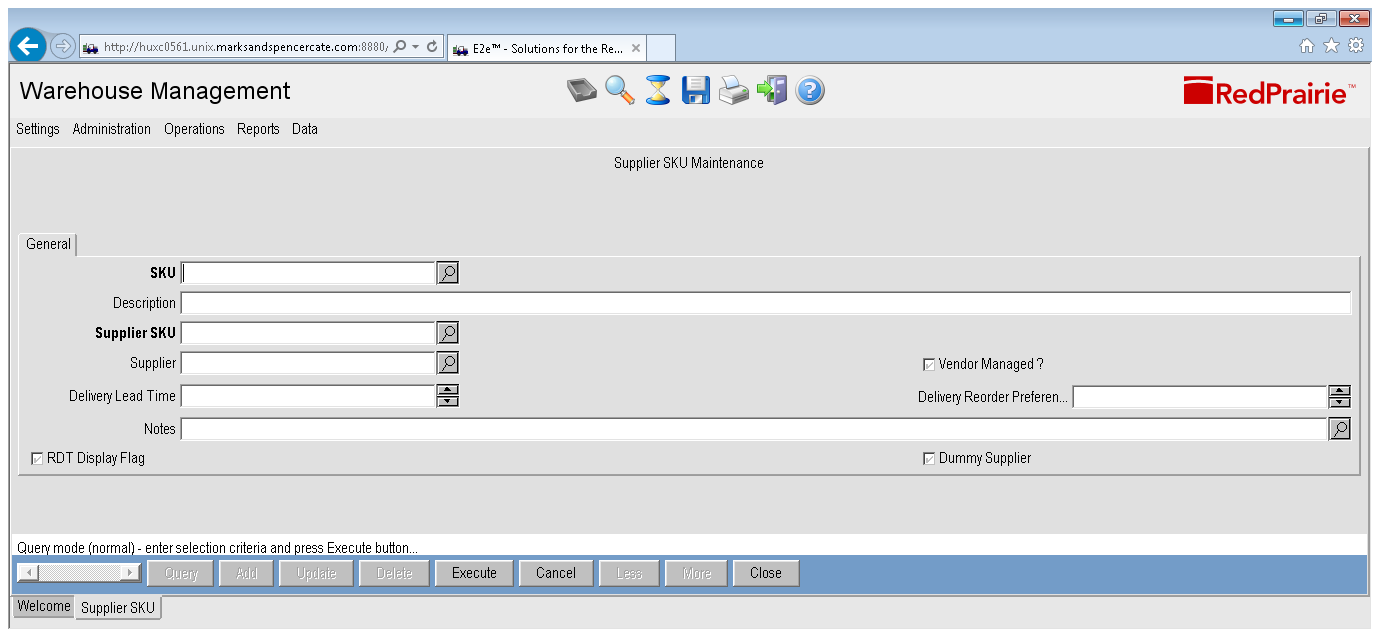 http://huxc0561.unix.marksandspencercate.com:8880,
E2e™ - Solutions for the Re...
Warehouse Management
RedPrairie™
Settings Administration Operations Reports Data
Supplier SKU Maintenance
General
SKU
Description
Supplier SKU
Supplier
Vendor Managed ?
Delivery Lead Time
Delivery Reorder Preferen...
Notes
RDT Display Flag
Dummy Supplier
Query mode (normal) - enter selection criteria and press Execute button...
Query Add Update Delete Execute Cancel Less More Close
Welcome Supplier SKU